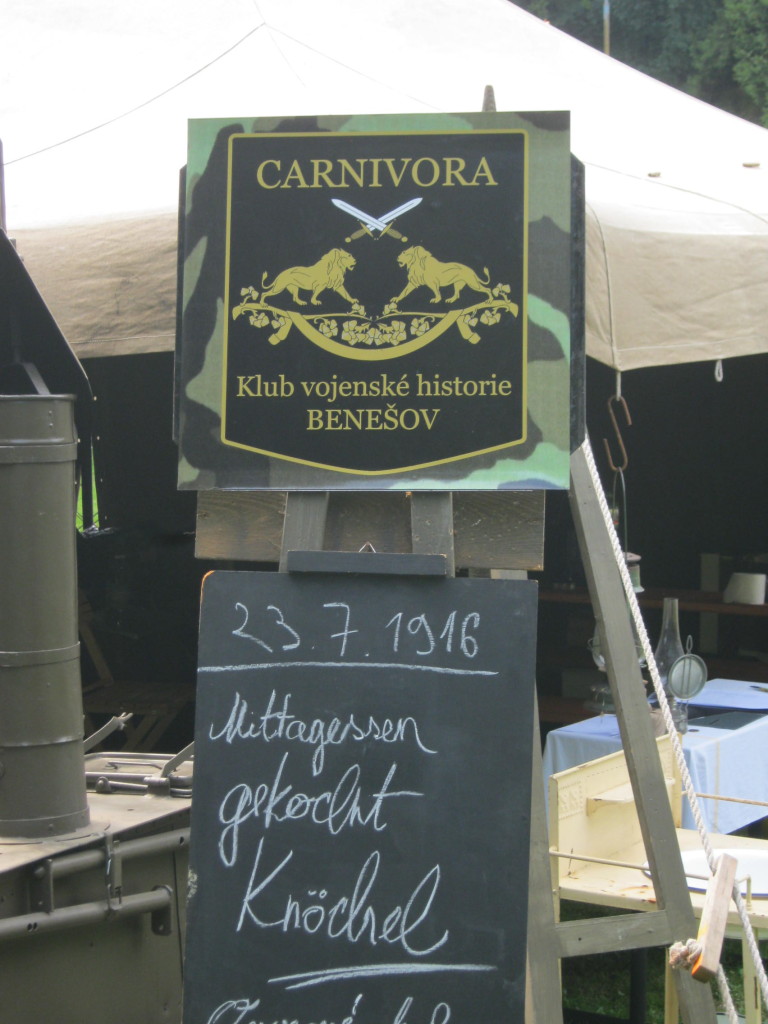 CARNIVORA
Klub vojenské historie
BENEŠOV
23.7.1916
Mittagessen
gekocht
Knöchel